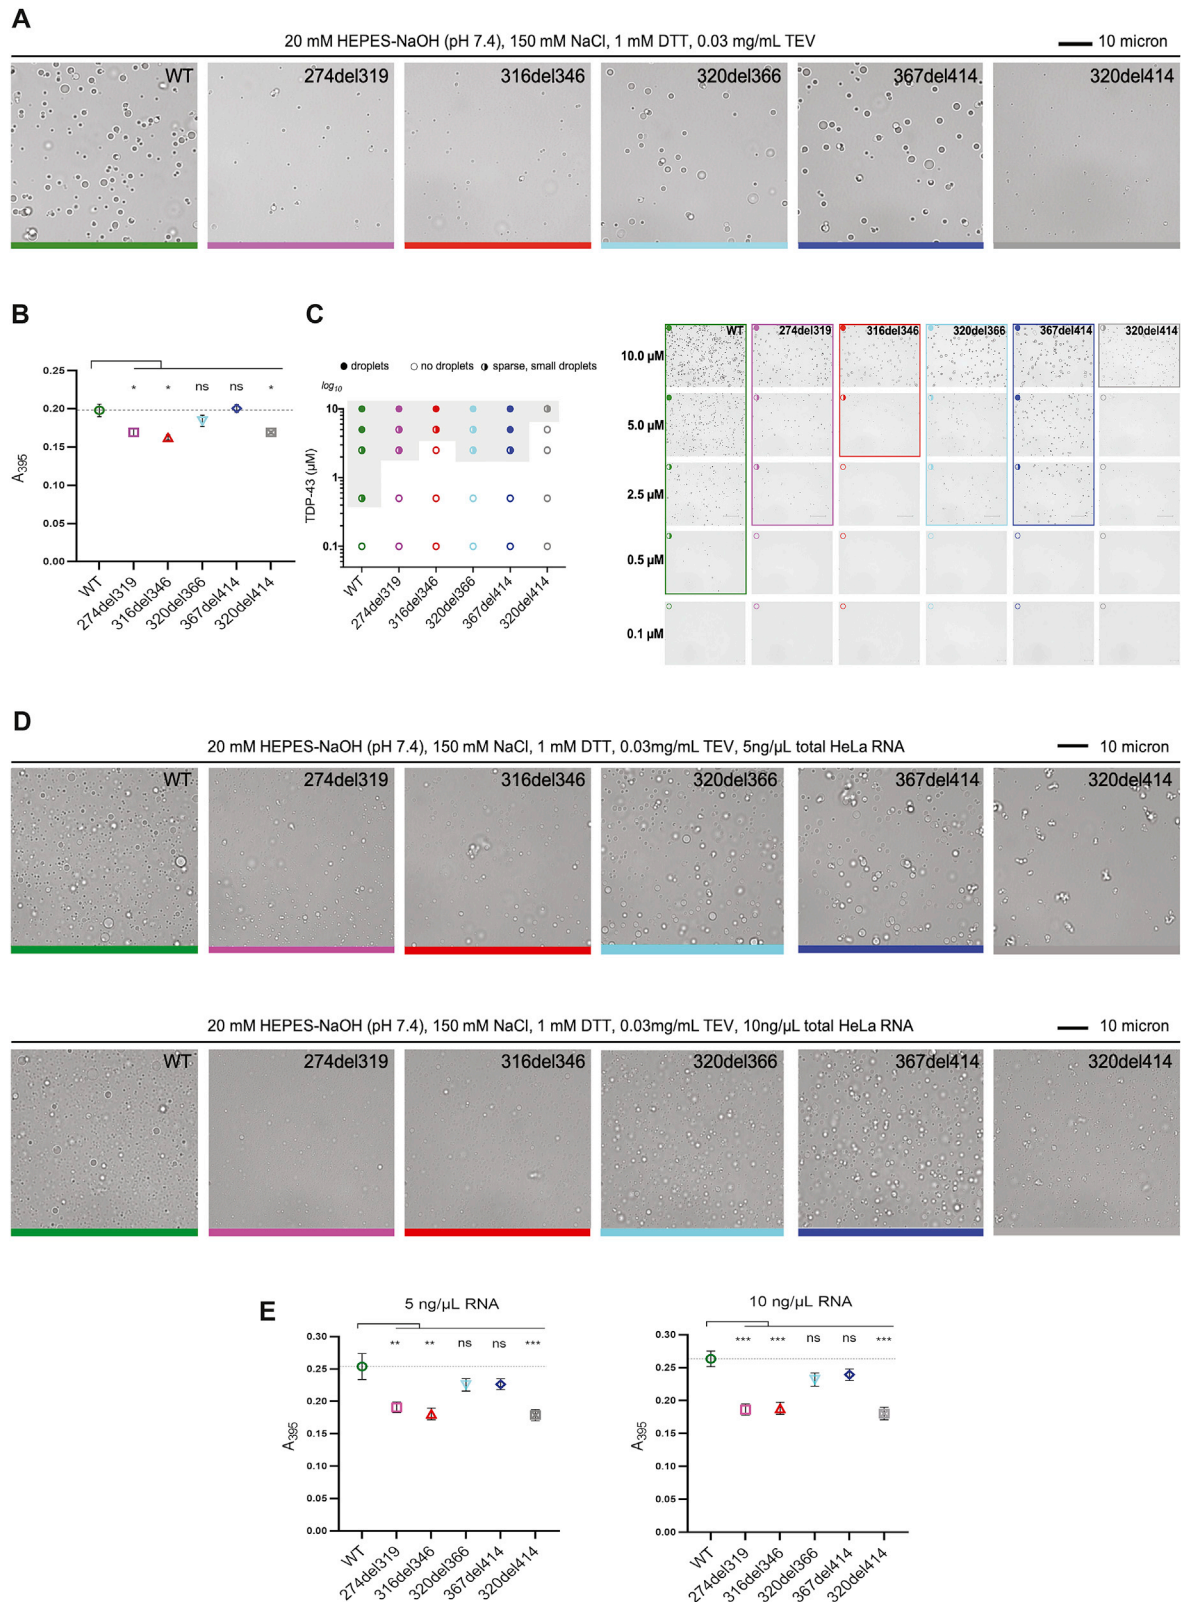 A
20 mM HEPES-NaOH (pH 7.4), 150 mM NaCl, 1 mM DTT, 0.03 mg/mL TEV
10 micron
WT 274del319 316del346 320del366 367del414 320del414
B
0.25
0.20
0.15
0.10
0.05
0.00
A395
* * ns ns *
WT 274del319 316del346 320del366 367del414 320del414
C
droplets no droplets sparse, small droplets
log10
10
1
0.1
TDP-43 (µM)
WT 274del319 316del346 320del366 367del414 320del414
WT 274del319 316del346 320del366 367del414 320del414
10.0 µM
5.0 µM
2.5 µM
0.5 µM
0.1 µM
D
20 mM HEPES-NaOH (pH 7.4), 150 mM NaCl, 1 mM DTT, 0.03mg/mL TEV, 5ng/µL total HeLa RNA
10 micron
WT 274del319 316del346 320del366 367del414 320del414
20 mM HEPES-NaOH (pH 7.4), 150 mM NaCl, 1 mM DTT, 0.03mg/mL TEV, 10ng/µL total HeLa RNA
10 micron
WT 274del319 316del346 320del366 367del414 320del414
E
5 ng/µL RNA
0.30
0.25
0.20
0.15
0.10
0.05
0.00
A395
** ** ns ns ***
WT 274del319 316del346 320del366 367del414 320del414
10 ng/µL RNA
0.30
0.25
0.20
0.15
0.10
0.05
0.00
A395
*** *** ns ns ***
WT 274del319 316del346 320del366 367del414 320del414